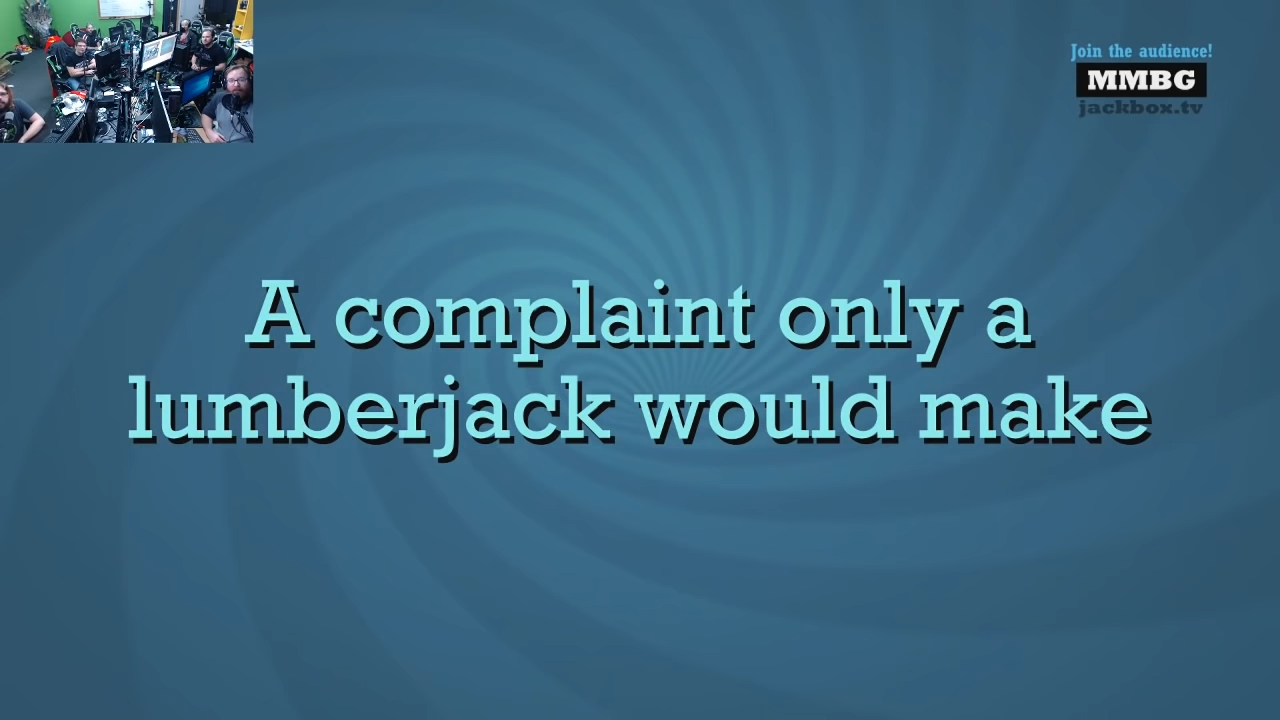 Join the audience!
MMBG
jackbox.tv
A complaint only a
lumberjack would make